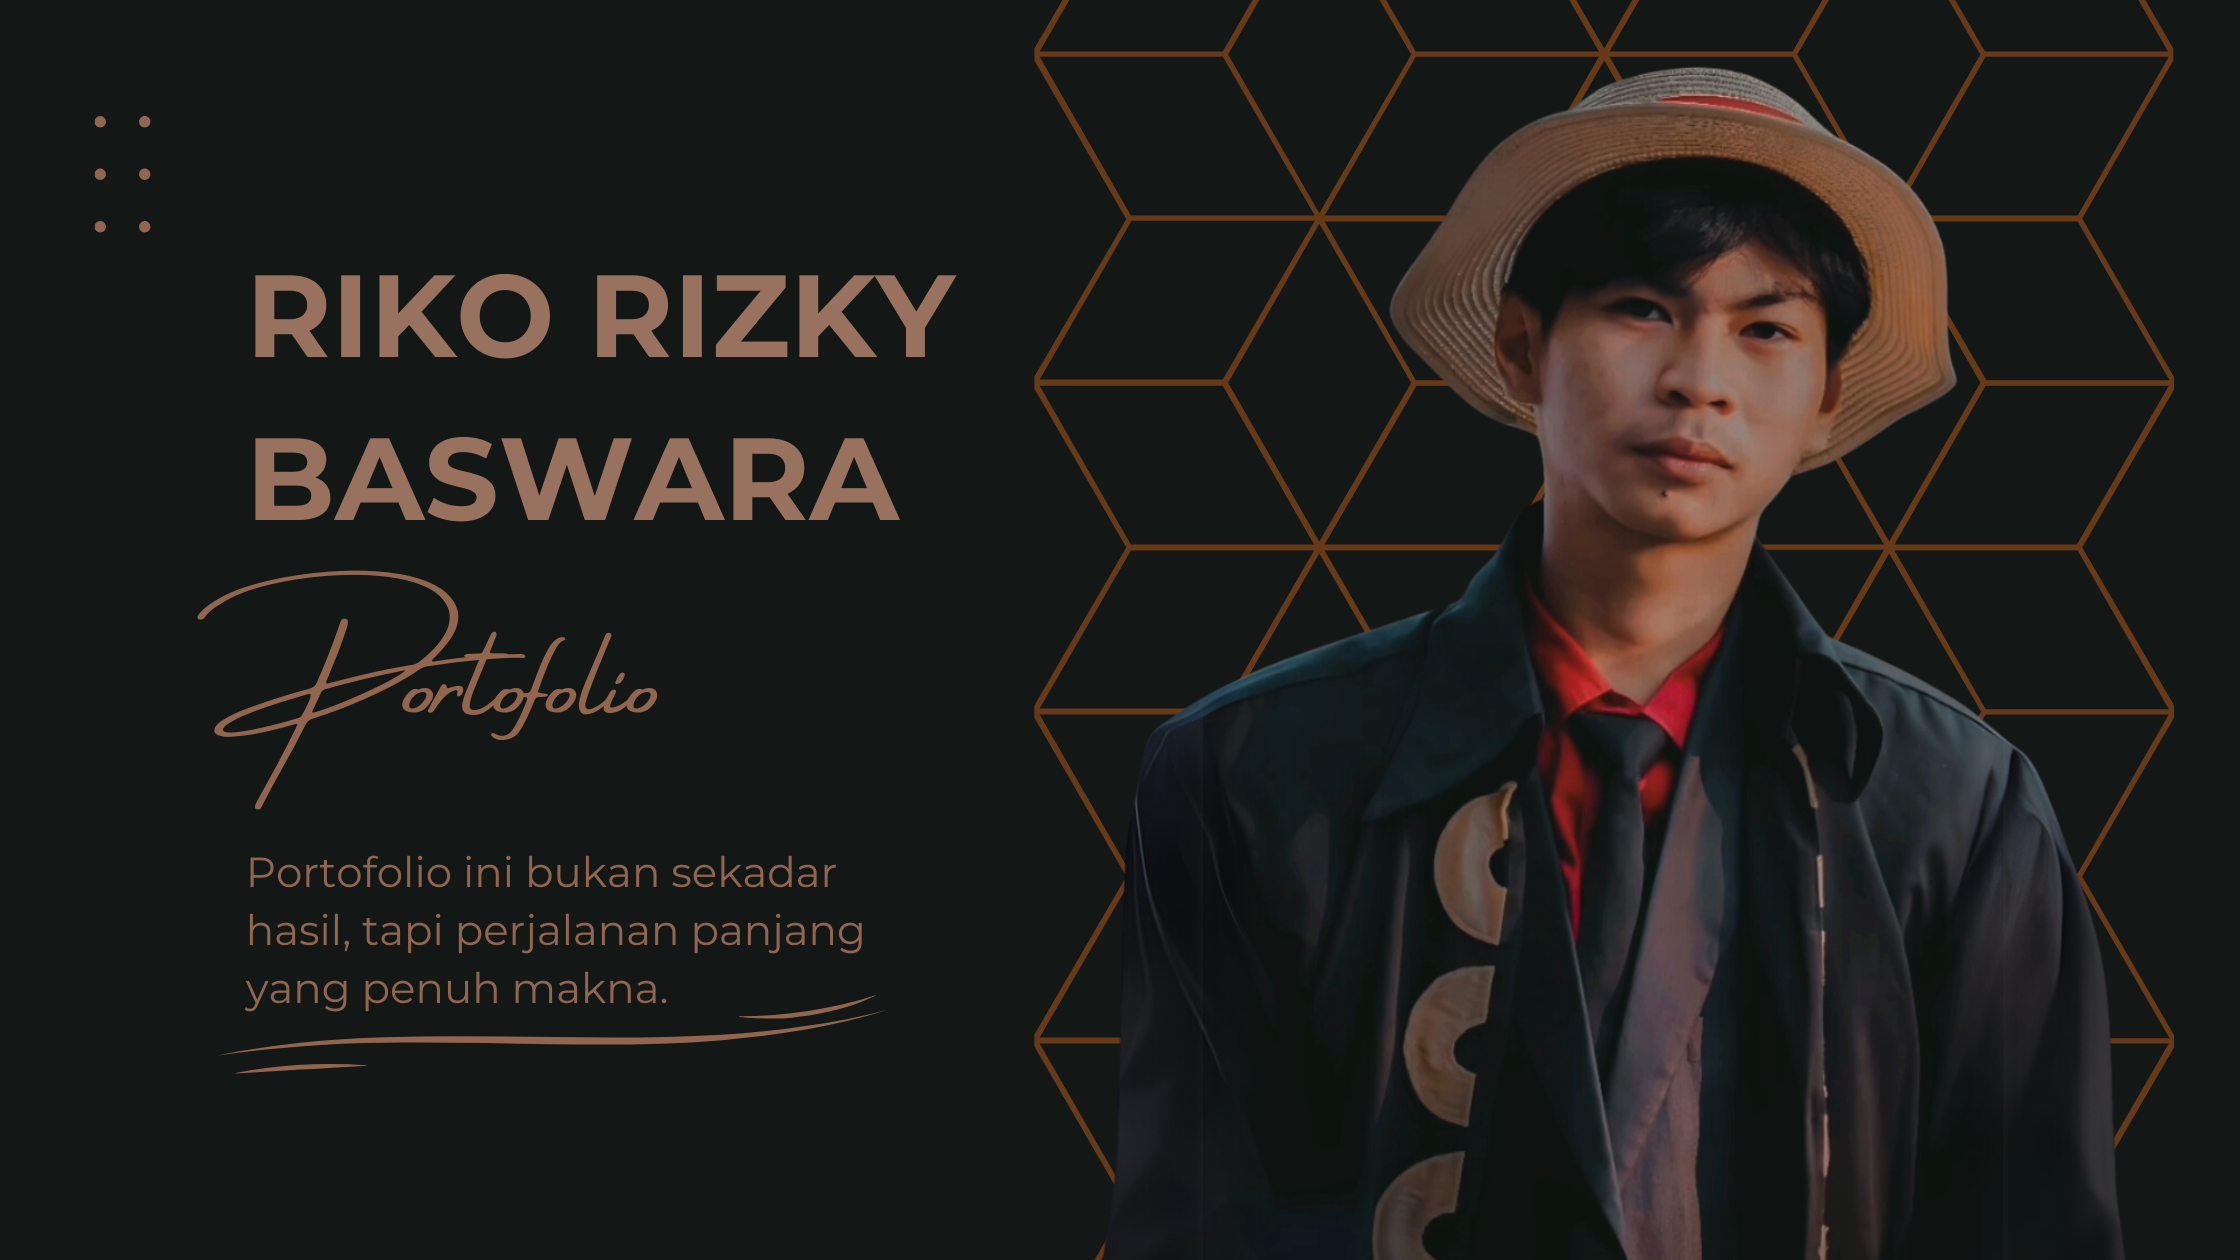 RIKO RIZKY
BASWARA
Portofolio
Portofolio ini bukan sekadar
hasil, tapi perjalanan panjang
yang penuh makna.